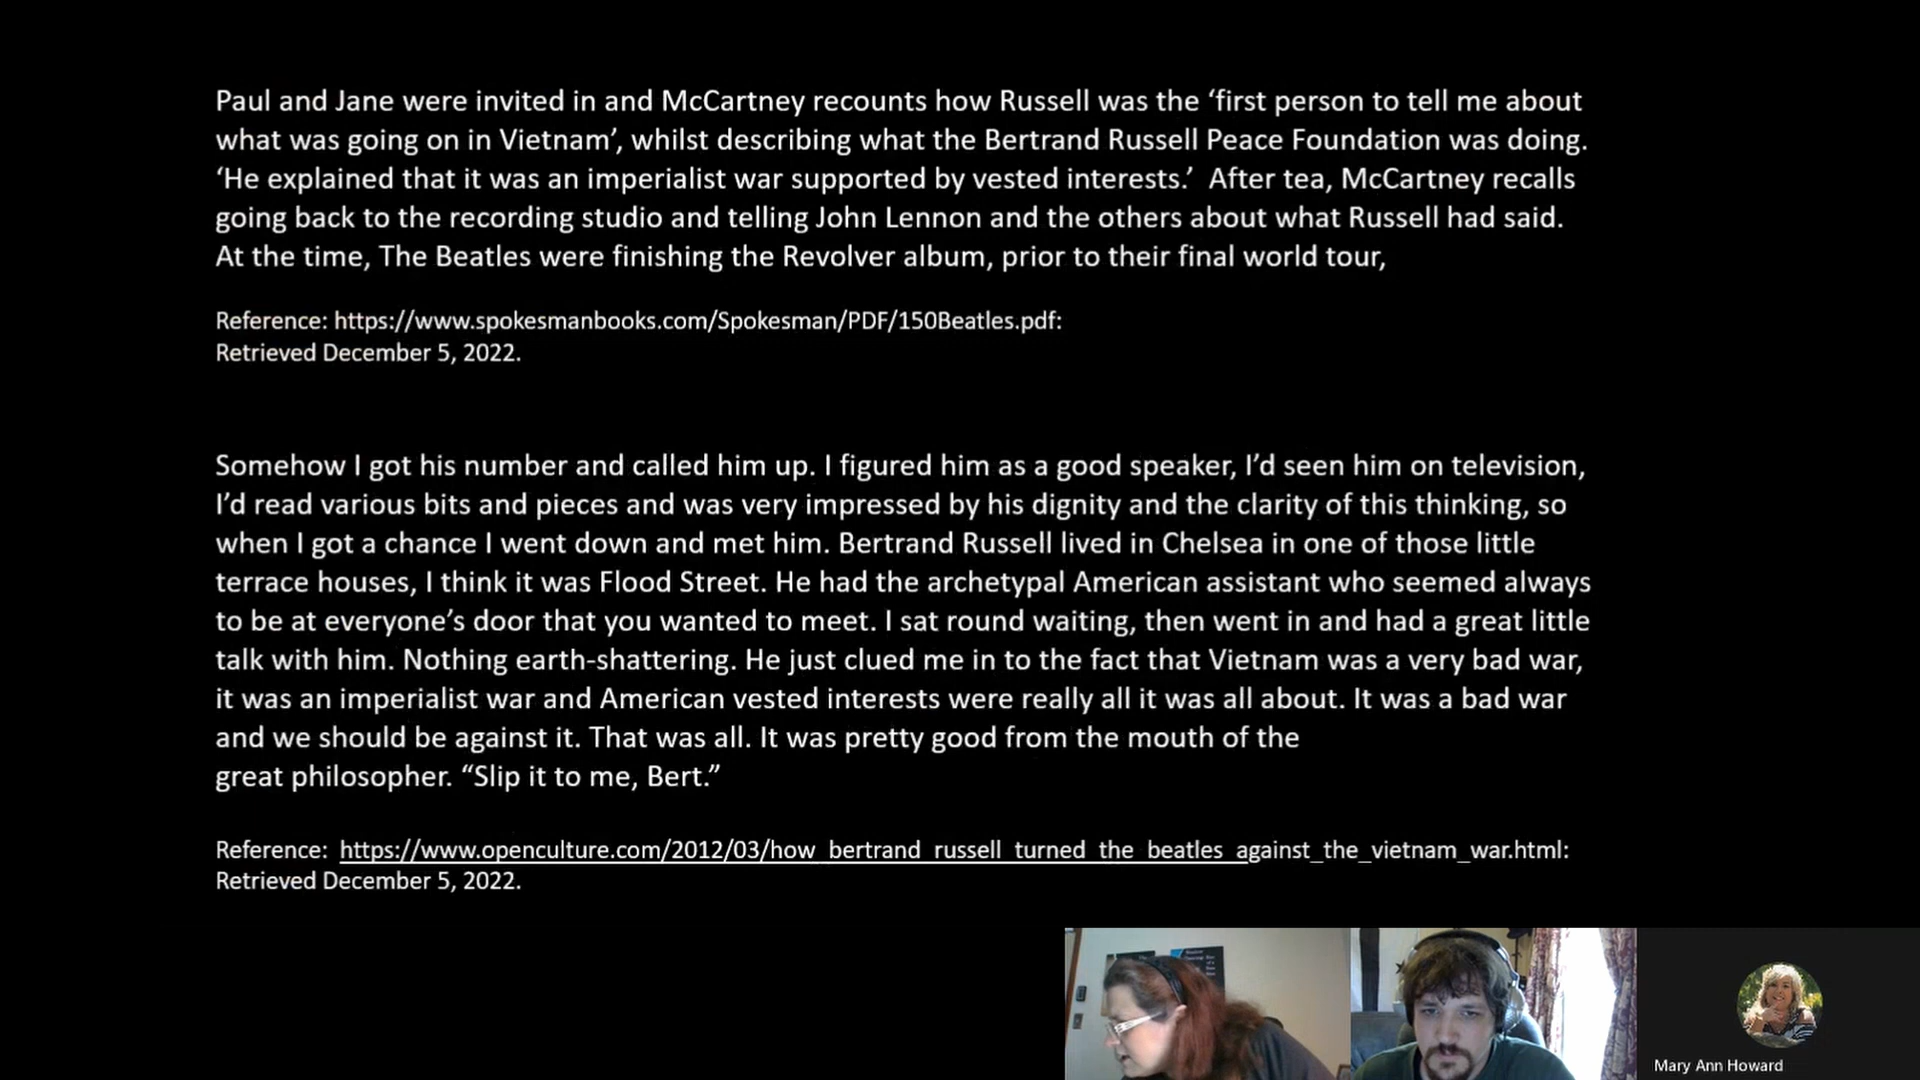 Paul and Jane were invited in and McCartney recounts how Russell was the ‘first person to tell me about
what was going on in Vietnam’, whilst describing what the Bertrand Russell Peace Foundation was doing.
‘He explained that it was an imperialist war supported by vested interests.’ After tea, McCartney recalls
going back to the recording studio and telling John Lennon and the others about what Russell had said.
At the time, The Beatles were finishing the Revolver album, prior to their final world tour,
Reference: https://www.spokesmanbooks.com/Spokesman/PDF/150Beatles.pdf:
Retrieved December 5, 2022.
Somehow I got his number and called him up. I figured him as a good speaker, I’d seen him on television,
I’d read various bits and pieces and was very impressed by his dignity and the clarity of this thinking, so
when I got a chance I went down and met him. Bertrand Russell lived in Chelsea in one of those little
terrace houses, I think it was Flood Street. He had the archetypal American assistant who seemed always
to be at everyone’s door that you wanted to meet. I sat round waiting, then went in and had a great little
talk with him. Nothing earth-shattering. He just clued me in to the fact that Vietnam was a very bad war,
it was an imperialist war and American vested interests were really all it was all about. It was a bad war
and we should be against it. That was all. It was pretty good from the mouth of the
great philosopher. “Slip it to me, Bert.”
Reference: https://www.openculture.com/2012/03/how_bertrand_russell_turned_the_beatles_against_the_vietnam_war.html:
Retrieved December 5, 2022.
Mary Ann Howard